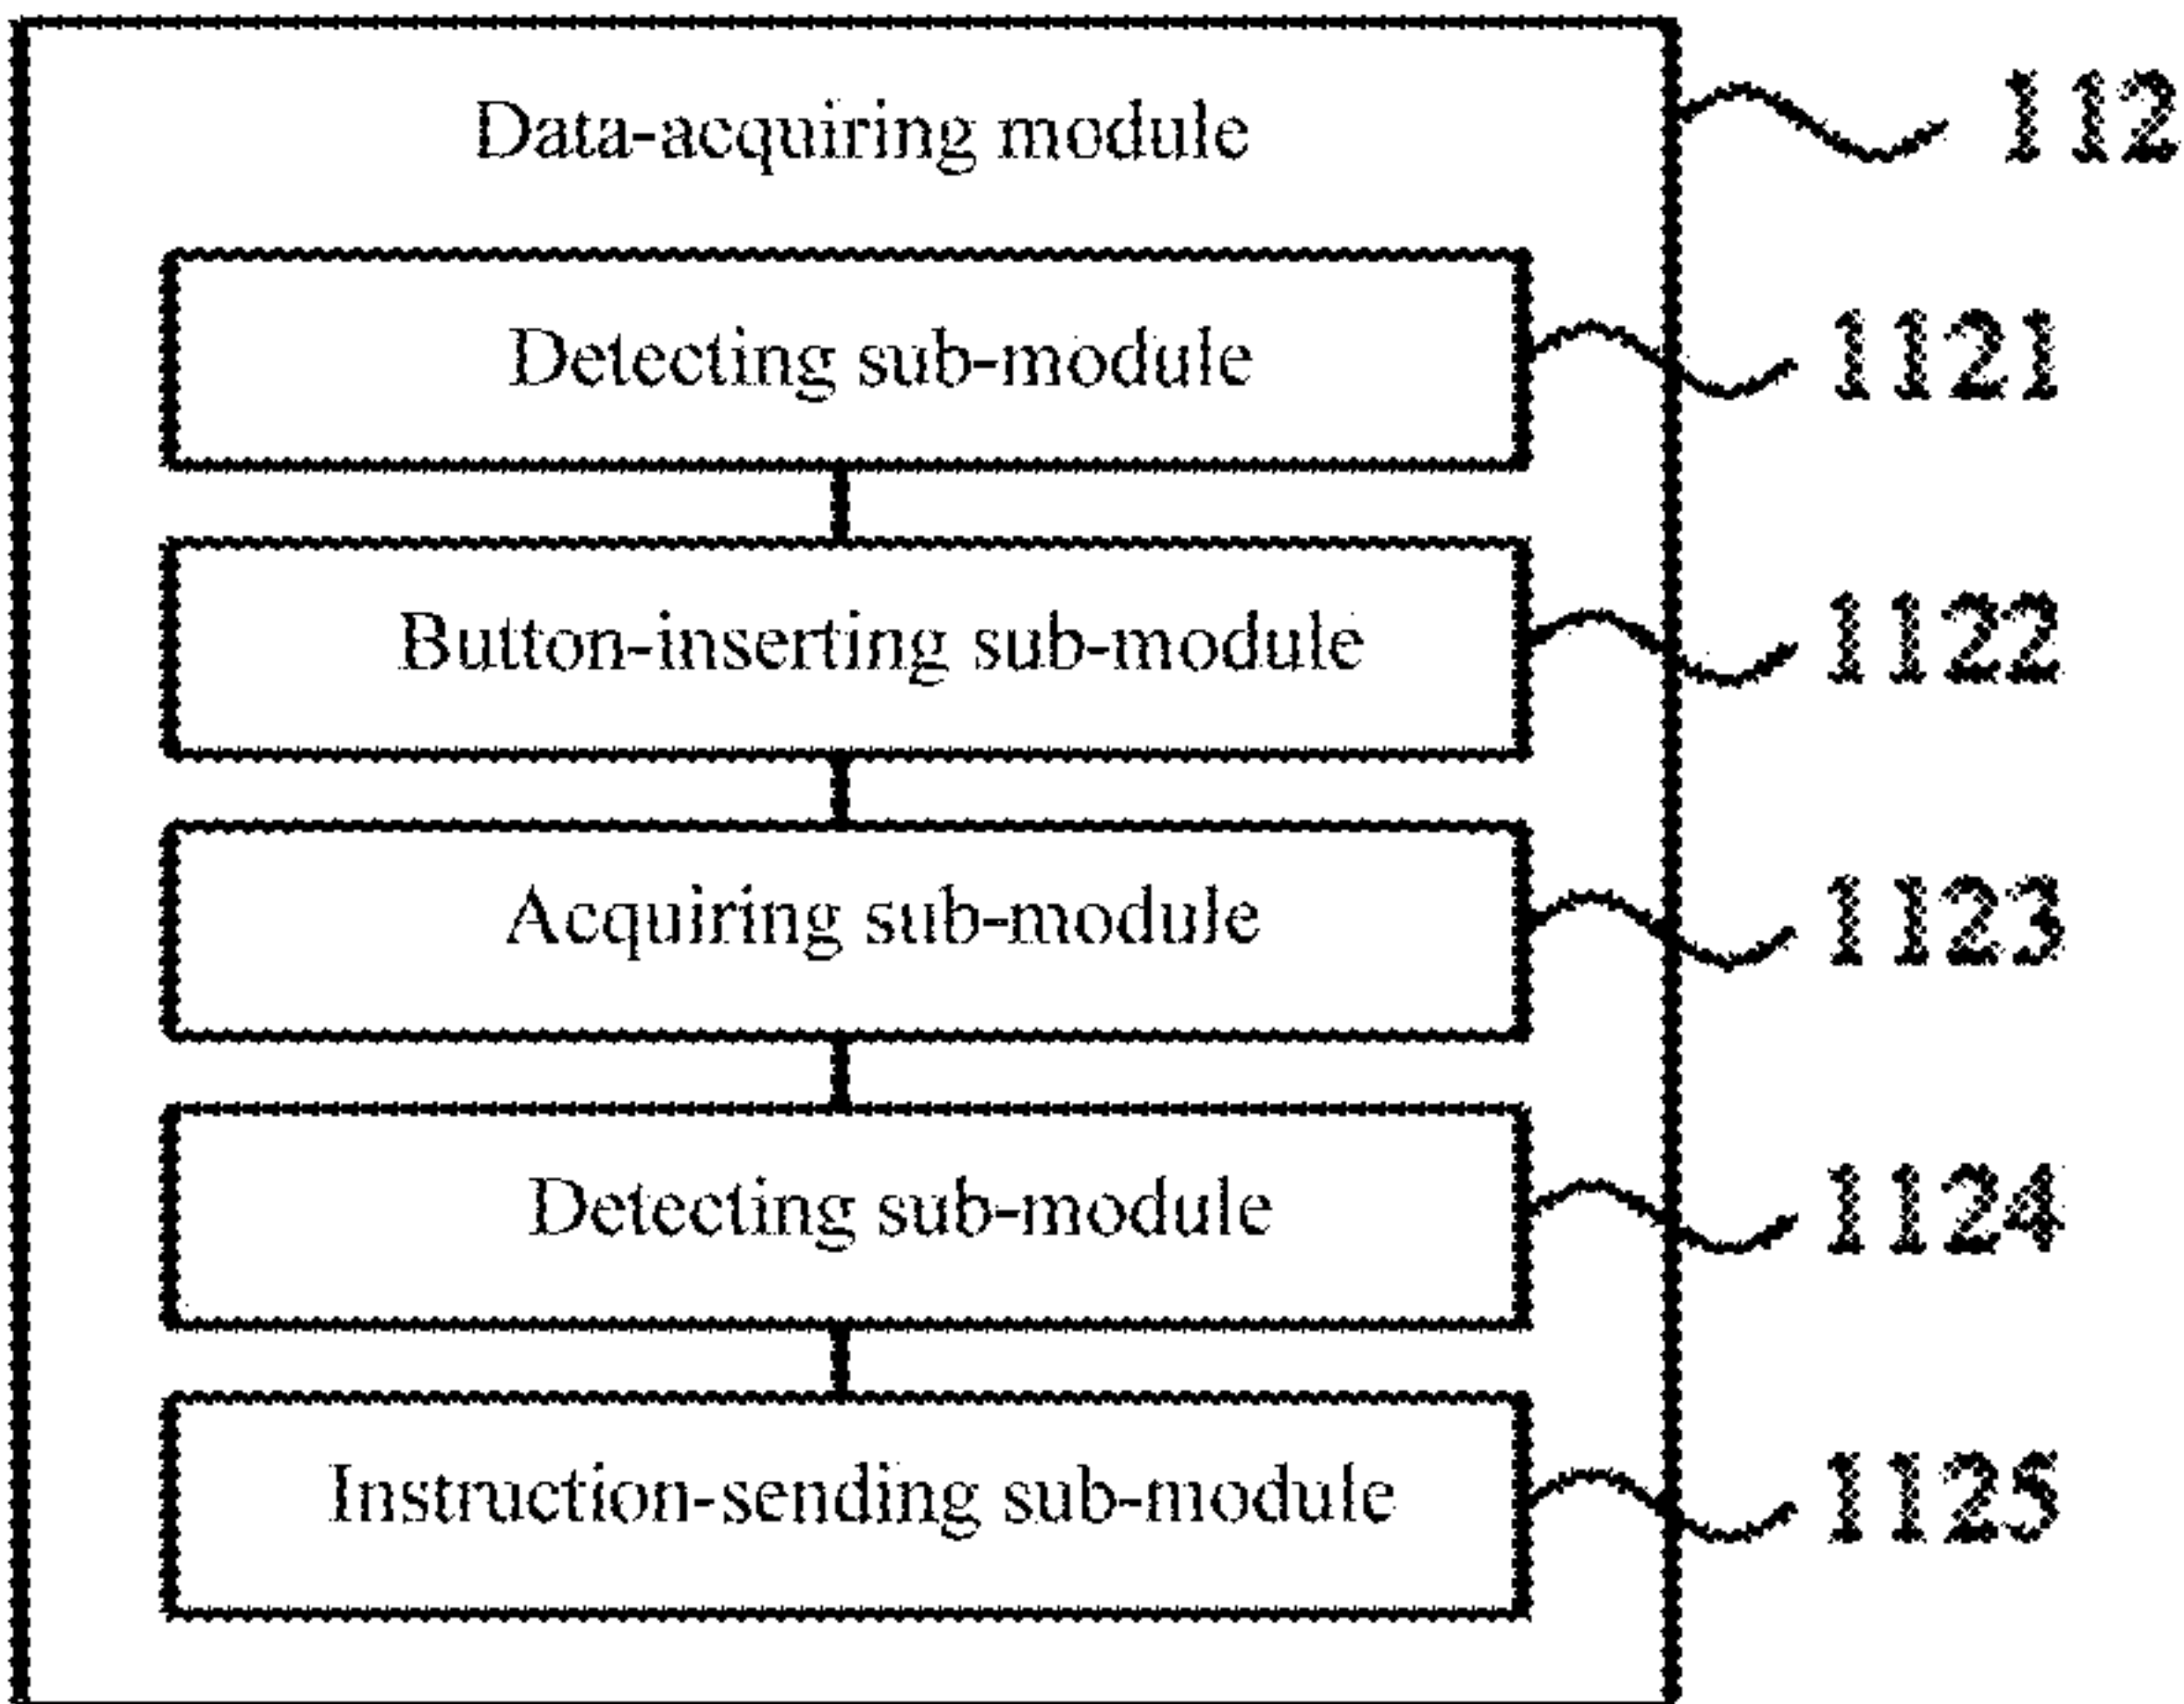 Data-acquiring module 112
Detecting sub-module 1121
Button-inserting sub-module 1122
Acquiring sub-module 1123
Detecting sub-module 1124
Instruction-sending sub-module 1125